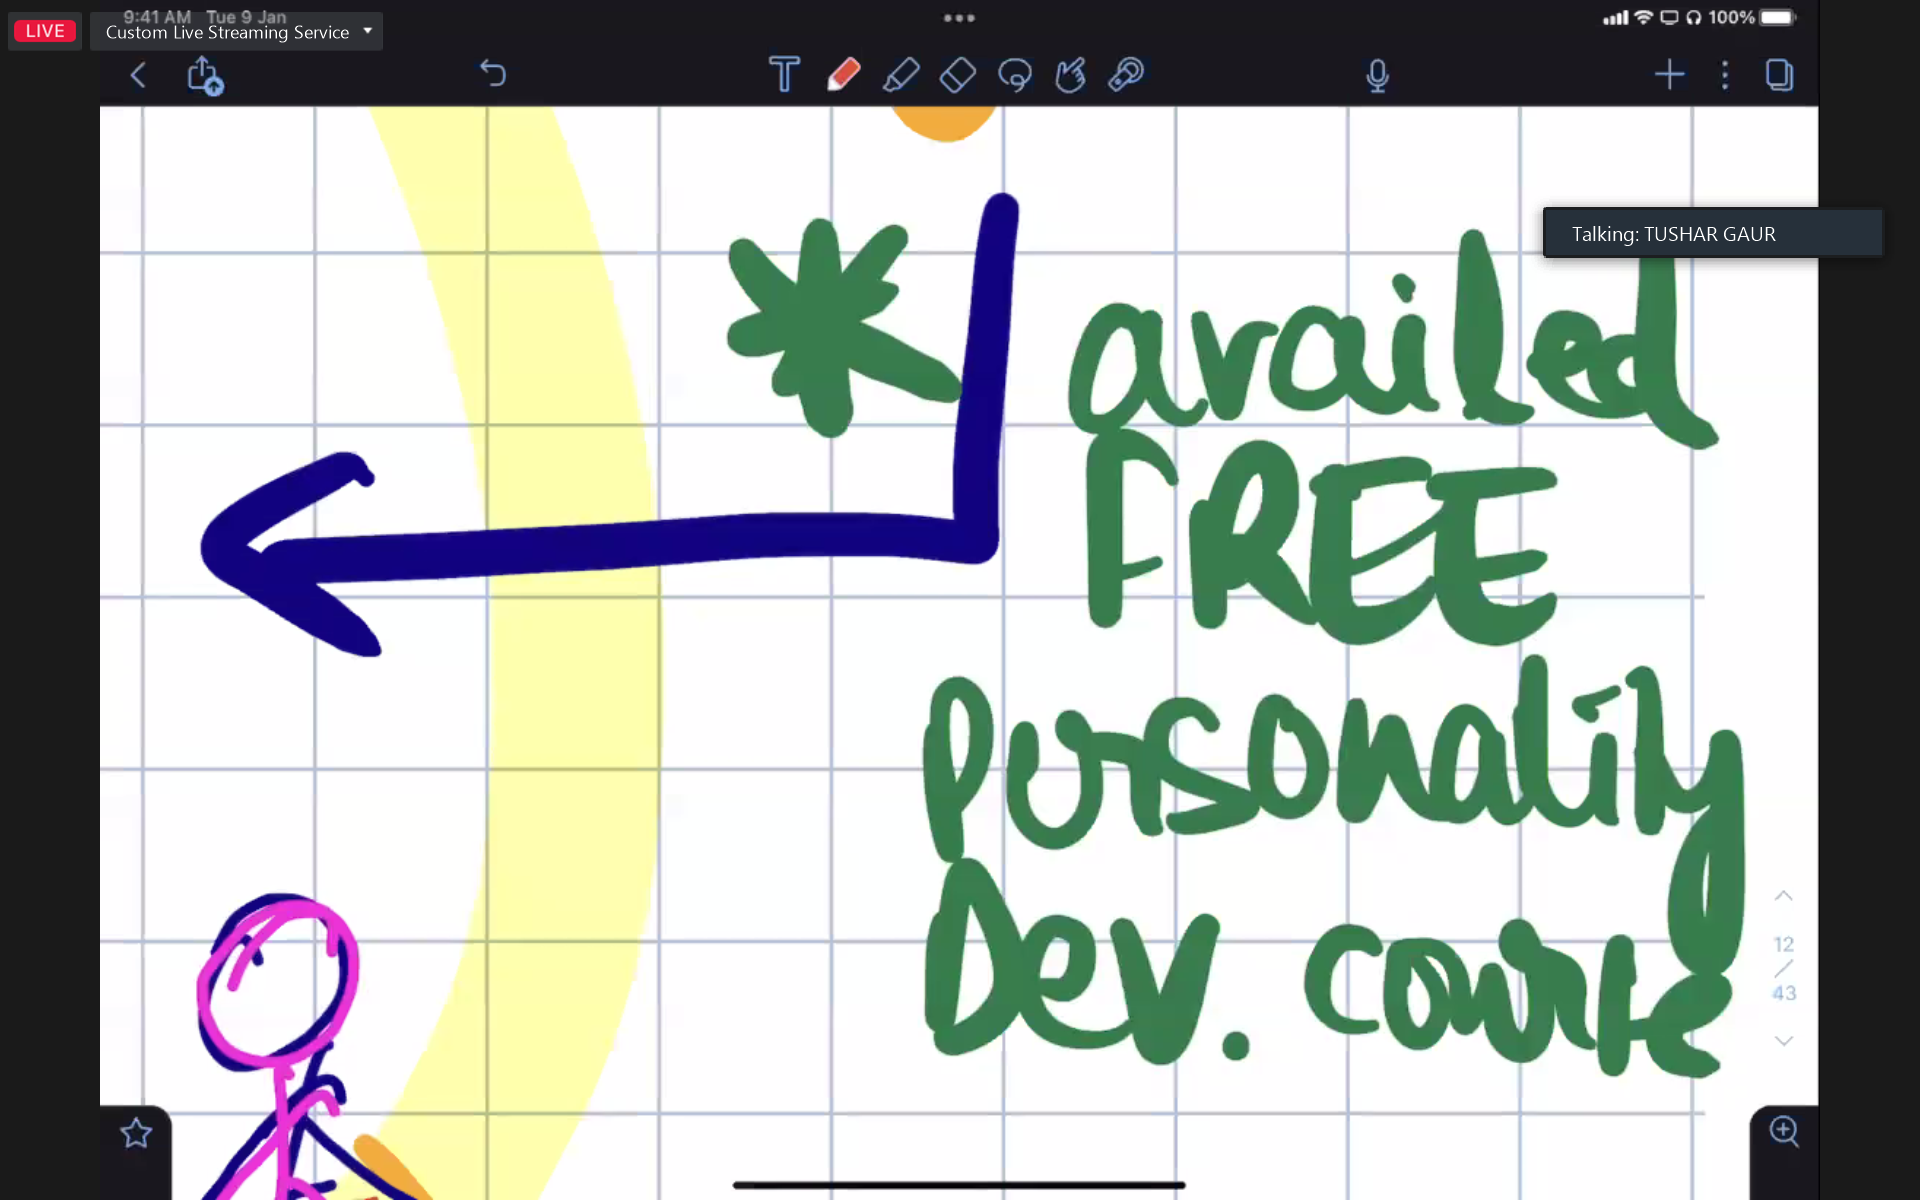 9:41 AM Tue 9 Jan
100%
LIVE
Custom Live Streaming Service
Talking: TUSHAR GAUR
* availed
FREE
Personality
Dev. course
12
43